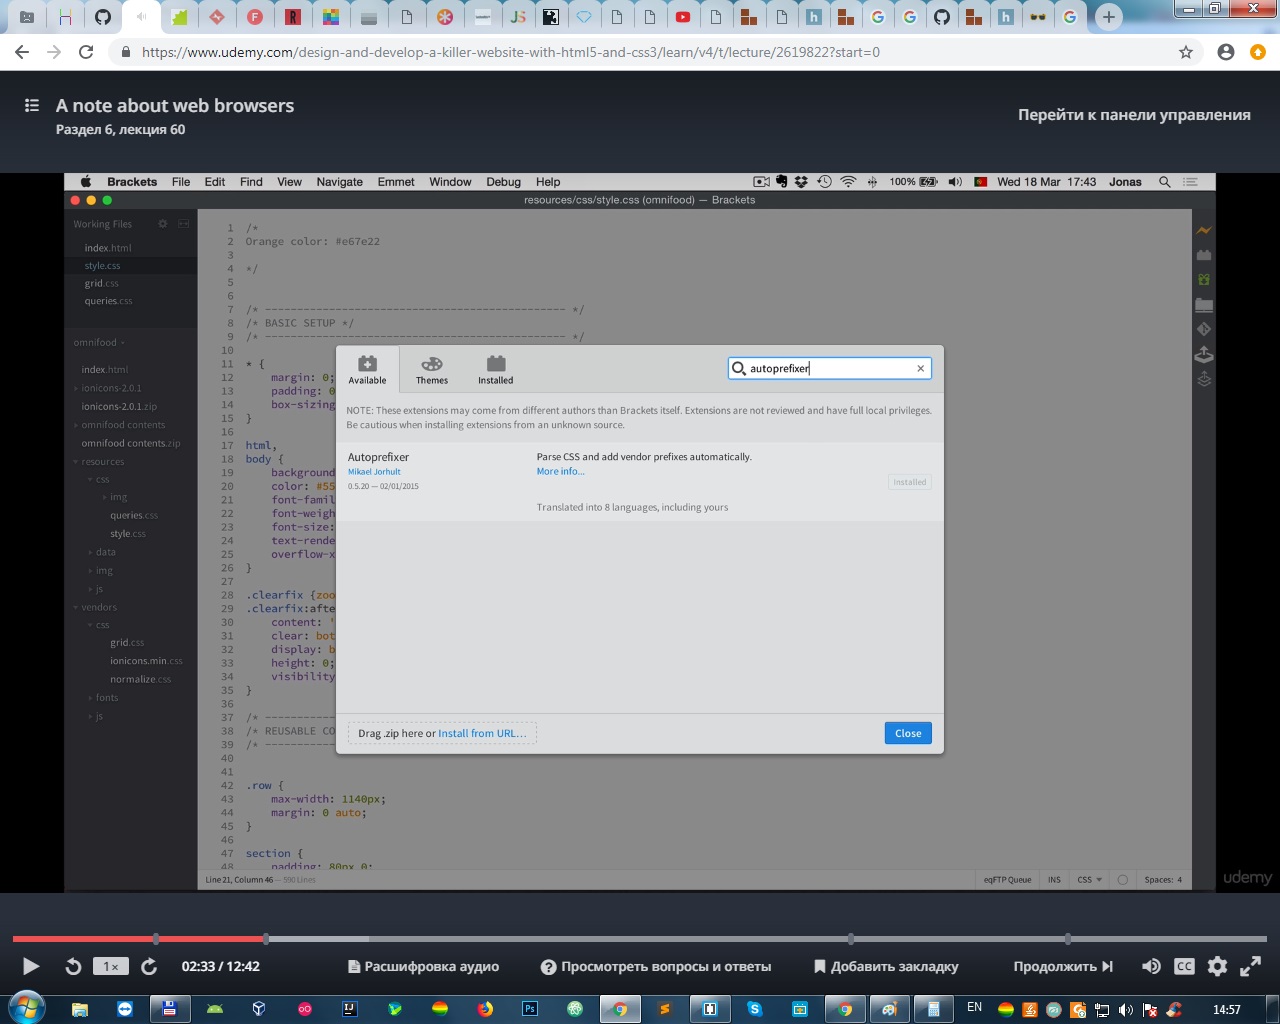 https://www.udemy.com/design-and-develop-a-killer-website-with-html5-and-css3/learn/v4/t/lecture/2619822?start=0
A note about web browsers
Раздел 6, лекция 60
Перейти к панели управления
Brackets File Edit Find View Navigate Emmet Window Debug Help 100% Wed 18 Mar 17:43 Jonas
resources/css/style.css (omnifood) — Brackets
Working Files
index.html
style.css
grid.css
queries.css
omnifood
index.html
ionicons-2.0.1
ionicons-2.0.1.zip
omnifood contents
omnifood contents.zip
resources
css
img
queries.css
style.css
data
img
js
vendors
css
grid.css
ionicons.min.css
normalize.css
fonts
js
1 /*
2 Orange color: #e67e22
3
4 */
5
6
7 /* -------------------------------------------- */
8 /* BASIC SETUP */
9 /* -------------------------------------------- */
10
11 * {
12 margin: 0;
13 padding: 0
14 box-sizing
15 }
16
17 html,
18 body {
19 background
20 color: #55
21 font-famil
22 font-weigh
23 font-size:
24 text-rende
25 overflow-x
26 }
27
28 .clearfix {zoo
29 .clearfix:afte
30 content: '
31 clear: bot
32 display: b
33 height: 0;
34 visibility
35 }
36
37 /* ----------
38 /* REUSABLE CO
39 /* ----------
40
41
42 .row {
43 max-width: 1140px;
44 margin: 0 auto;
45 }
46
47 section {
48 padding: 80px 0;
Available
Themes
Installed
autoprefixer
NOTE: These extensions may come from different authors than Brackets itself. Extensions are not reviewed and have full local privileges.
Be cautious when installing extensions from an unknown source.
Autoprefixer
Mikael Jorhult
0.5.20 — 02/01/2015
Parse CSS and add vendor prefixes automatically.
More info...
Installed
Translated into 8 languages, including yours
Drag .zip here or Install from URL...
Close
Line 21, Column 46 — 590 Lines
eqFTP Queue INS CSS Spaces: 4
udemy
1× 02:33 / 12:42 Расшифровка аудио Просмотреть вопросы и ответы Добавить закладку Продолжить CC
EN 14:57